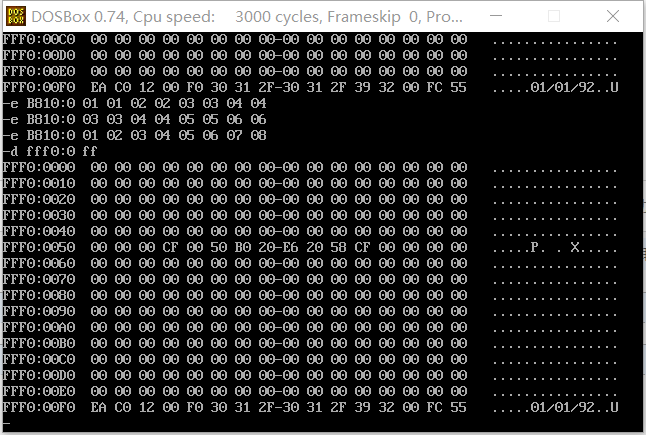 DOSBox 0.74, Cpu speed: 3000 cycles, Frameskip 0, Pro...
DOS BOX
FFF0:00C0 00 00 00 00 00 00 00 00-00 00 00 00 00 00 00 00 ................
FFF0:00D0 00 00 00 00 00 00 00 00-00 00 00 00 00 00 00 00 ................
FFF0:00E0 00 00 00 00 00 00 00 00-00 00 00 00 00 00 00 00 ................
FFF0:00F0 EA C0 12 00 F0 30 31 2F-30 31 2F 39 32 00 FC 55 .....01/01/92..U
-e B810:0 01 01 02 02 03 03 04 04
-e B810:0 03 03 04 04 05 05 06 06
-e B810:0 01 02 03 04 05 06 07 08
-d fff0:0 ff
FFF0:0000 00 00 00 00 00 00 00 00-00 00 00 00 00 00 00 00 ................
FFF0:0010 00 00 00 00 00 00 00 00-00 00 00 00 00 00 00 00 ................
FFF0:0020 00 00 00 00 00 00 00 00-00 00 00 00 00 00 00 00 ................
FFF0:0030 00 00 00 00 00 00 00 00-00 00 00 00 00 00 00 00 ................
FFF0:0040 00 00 00 00 00 00 00 00-00 00 00 00 00 00 00 00 ................
FFF0:0050 00 00 00 CF 00 50 B0 20-E6 20 58 CF 00 00 00 00 .....P. . X.....
FFF0:0060 00 00 00 00 00 00 00 00-00 00 00 00 00 00 00 00 ................
FFF0:0070 00 00 00 00 00 00 00 00-00 00 00 00 00 00 00 00 ................
FFF0:0080 00 00 00 00 00 00 00 00-00 00 00 00 00 00 00 00 ................
FFF0:0090 00 00 00 00 00 00 00 00-00 00 00 00 00 00 00 00 ................
FFF0:00A0 00 00 00 00 00 00 00 00-00 00 00 00 00 00 00 00 ................
FFF0:00B0 00 00 00 00 00 00 00 00-00 00 00 00 00 00 00 00 ................
FFF0:00C0 00 00 00 00 00 00 00 00-00 00 00 00 00 00 00 00 ................
FFF0:00D0 00 00 00 00 00 00 00 00-00 00 00 00 00 00 00 00 ................
FFF0:00E0 00 00 00 00 00 00 00 00-00 00 00 00 00 00 00 00 ................
FFF0:00F0 EA C0 12 00 F0 30 31 2F-30 31 2F 39 32 00 FC 55 .....01/01/92..U
-